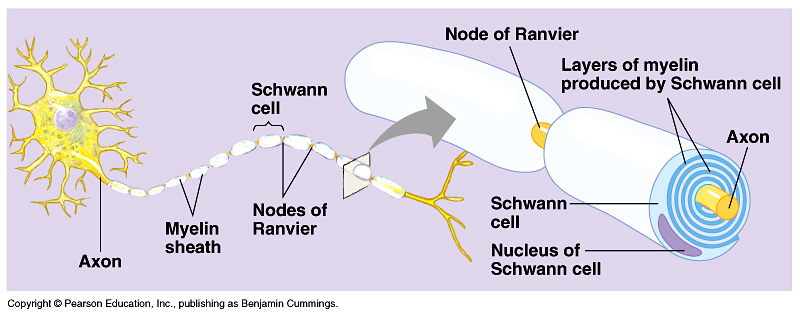 Node of Ranvier
Layers of myelin
produced by Schwann cell
Schwann
cell
Axon
Schwann
cell
Nodes of
Ranvier
Myelin
sheath
Axon
Nucleus of
Schwann cell
Copyright © Pearson Education, Inc., publishing as Benjamin Cummings.